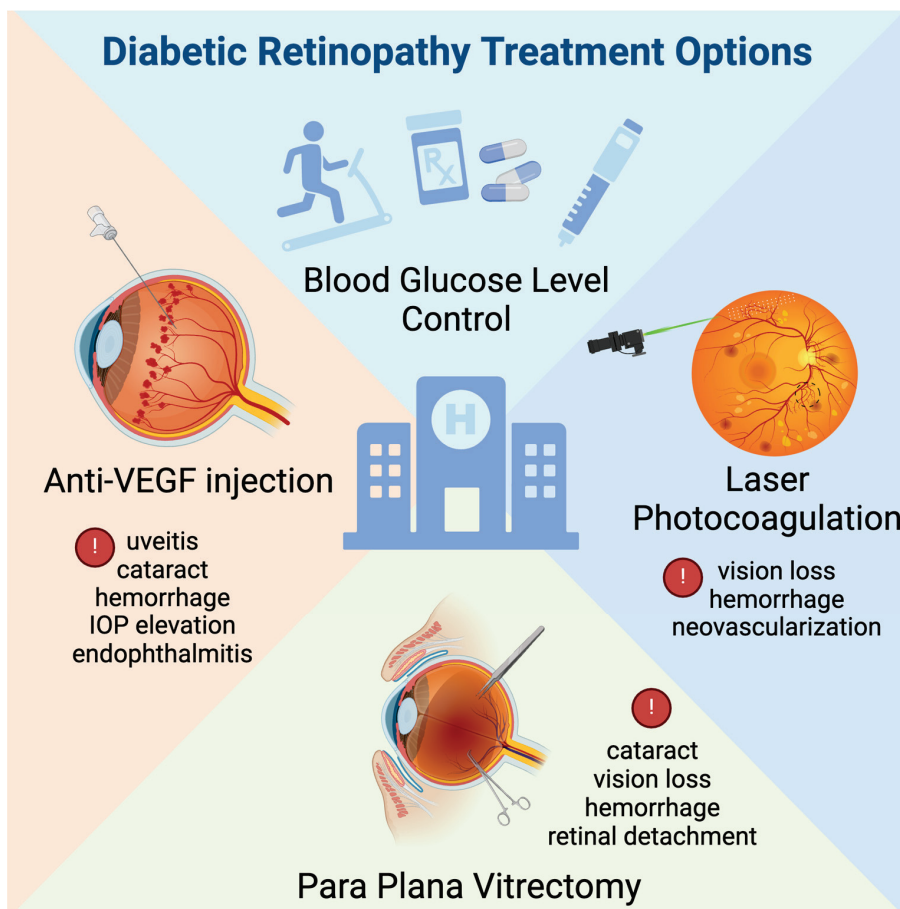 Diabetic Retinopathy Treatment Options
Rx
Blood Glucose Level
Control
H
Anti-VEGF injection
!
uveitis
cataract
hemorrhage
IOP elevation
endophthalmitis
Laser
Photocoagulation
!
vision loss
hemorrhage
neovascularization
!
cataract
vision loss
hemorrhage
retinal detachment
Para Plana Vitrectomy